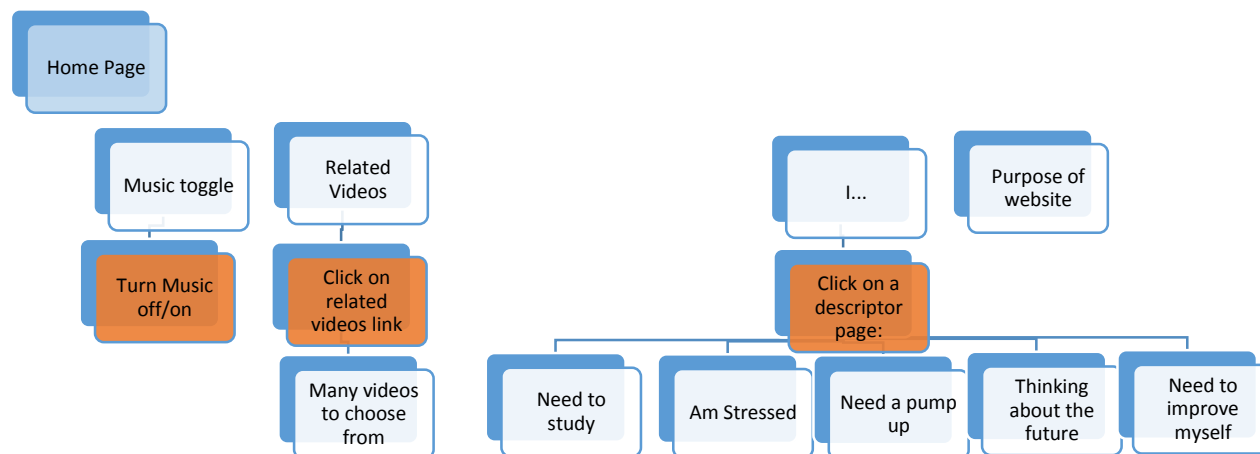 Home Page
Music toggle
Related
Videos
I...
Purpose of
website
Turn Music
off/on
Click on
related
videos link
Click on a
descriptor
page:
Many videos
to choose
from
Need to
study
Am Stressed
Need a pump
up
Thinking
about the
future
Need to
improve
myself